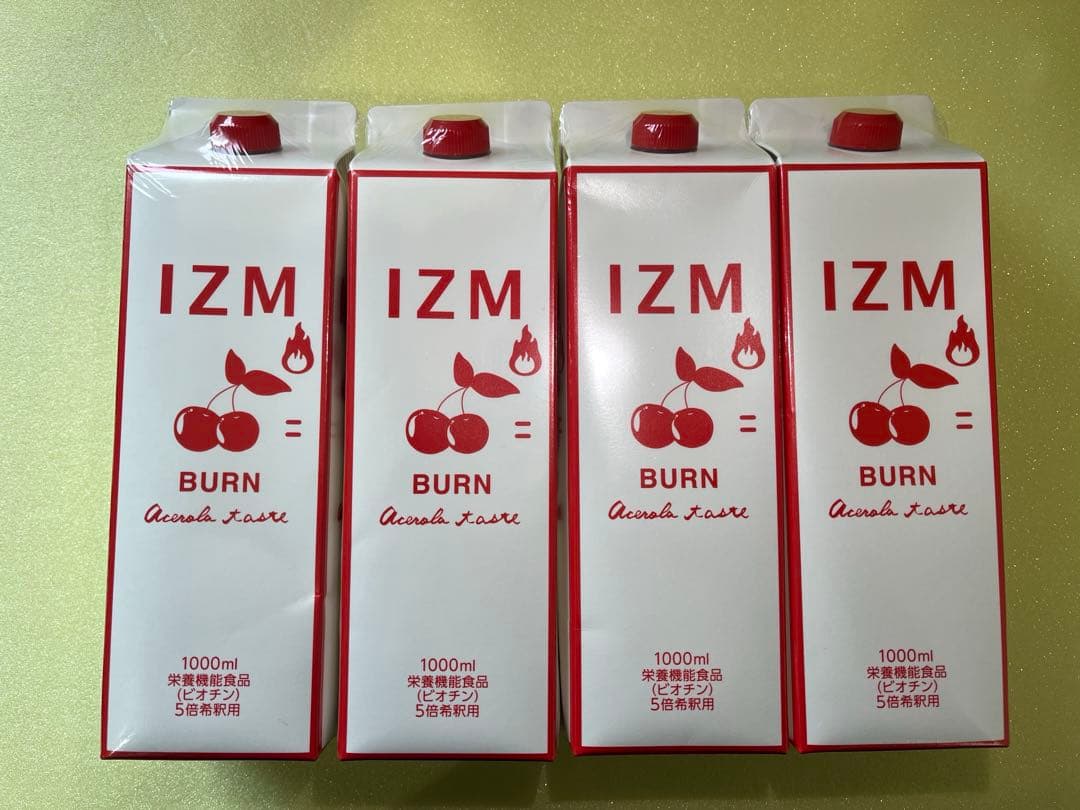 IZM
=
BURN
acerola taste
1000ml
栄養機能食品
(ビオチン)
5倍希釈用
IZM
=
BURN
acerola taste
1000ml
栄養機能食品
(ビオチン)
5倍希釈用
IZM
=
BURN
acerola taste
1000ml
栄養機能食品
(ビオチン)
5倍希釈用
IZM
=
BURN
acerola taste
1000ml
栄養機能食品
(ビオチン)
5倍希釈用